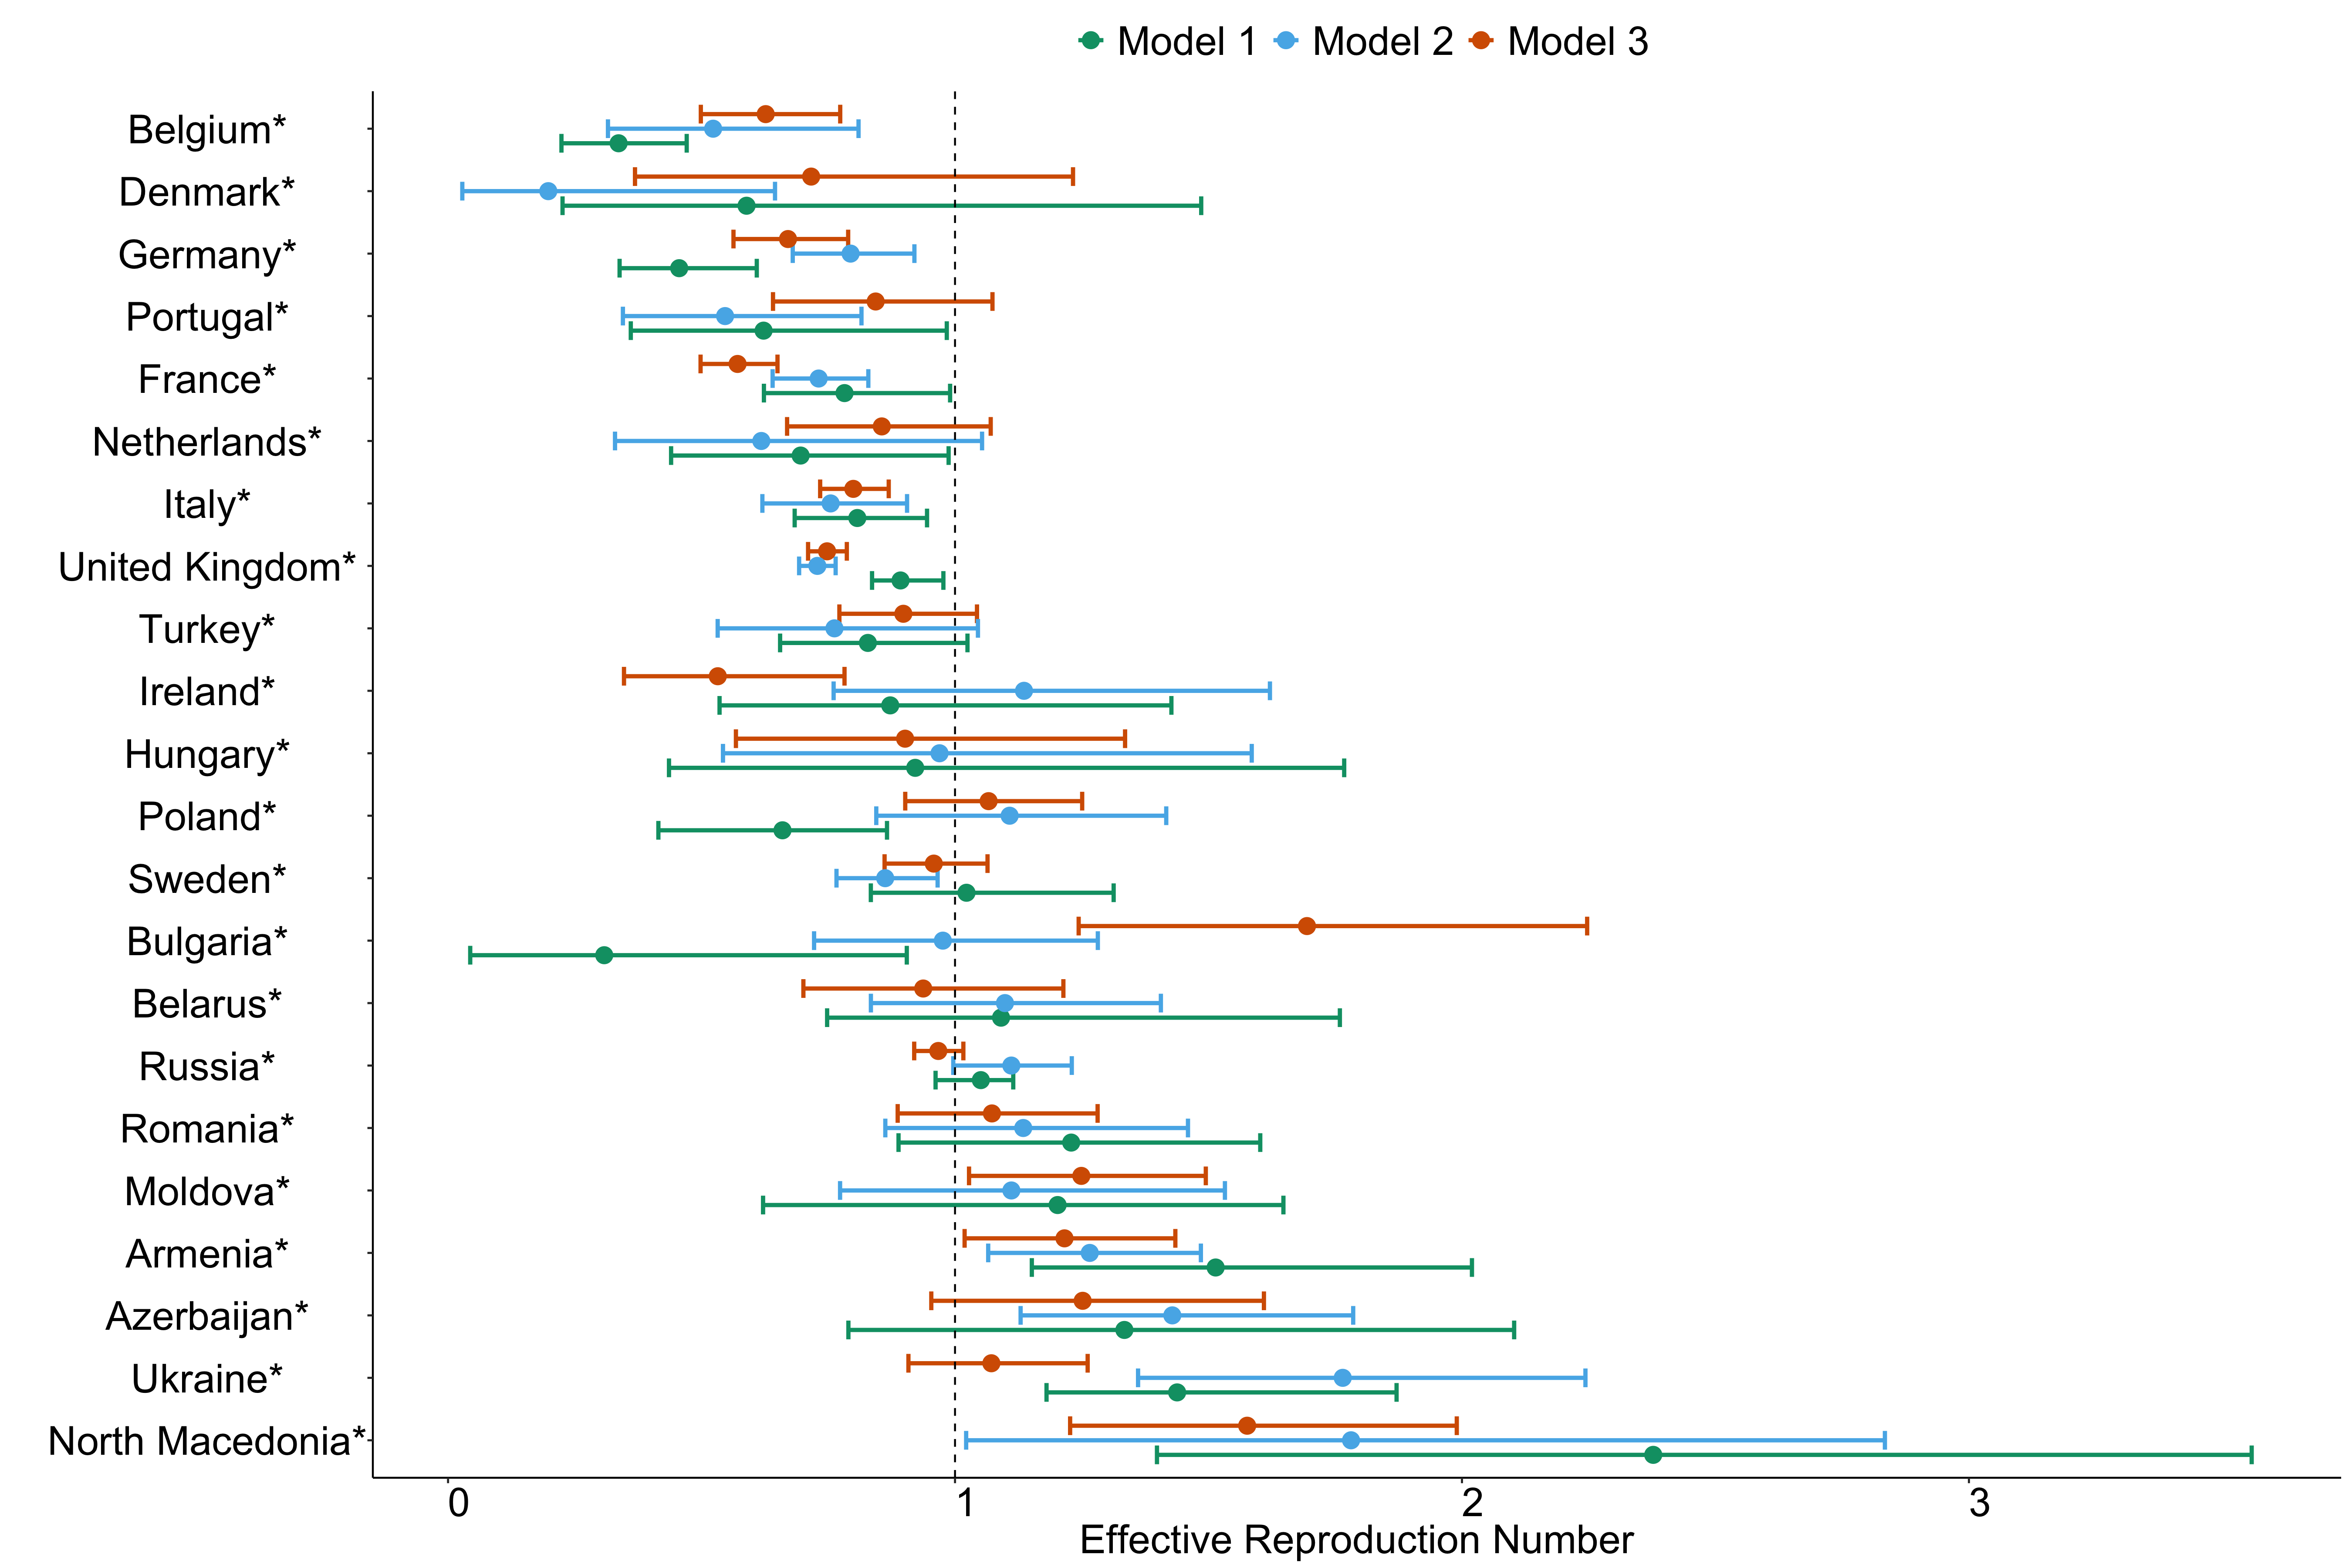 Model 1 Model 2 Model 3
Belgium*
Denmark*
Germany*
Portugal*
France*
Netherlands*
Italy*
United Kingdom*
Turkey*
Ireland*
Hungary*
Poland*
Sweden*
Bulgaria*
Belarus*
Russia*
Romania*
Moldova*
Armenia*
Azerbaijan*
Ukraine*
North Macedonia*
0 1 2 3
Effective Reproduction Number